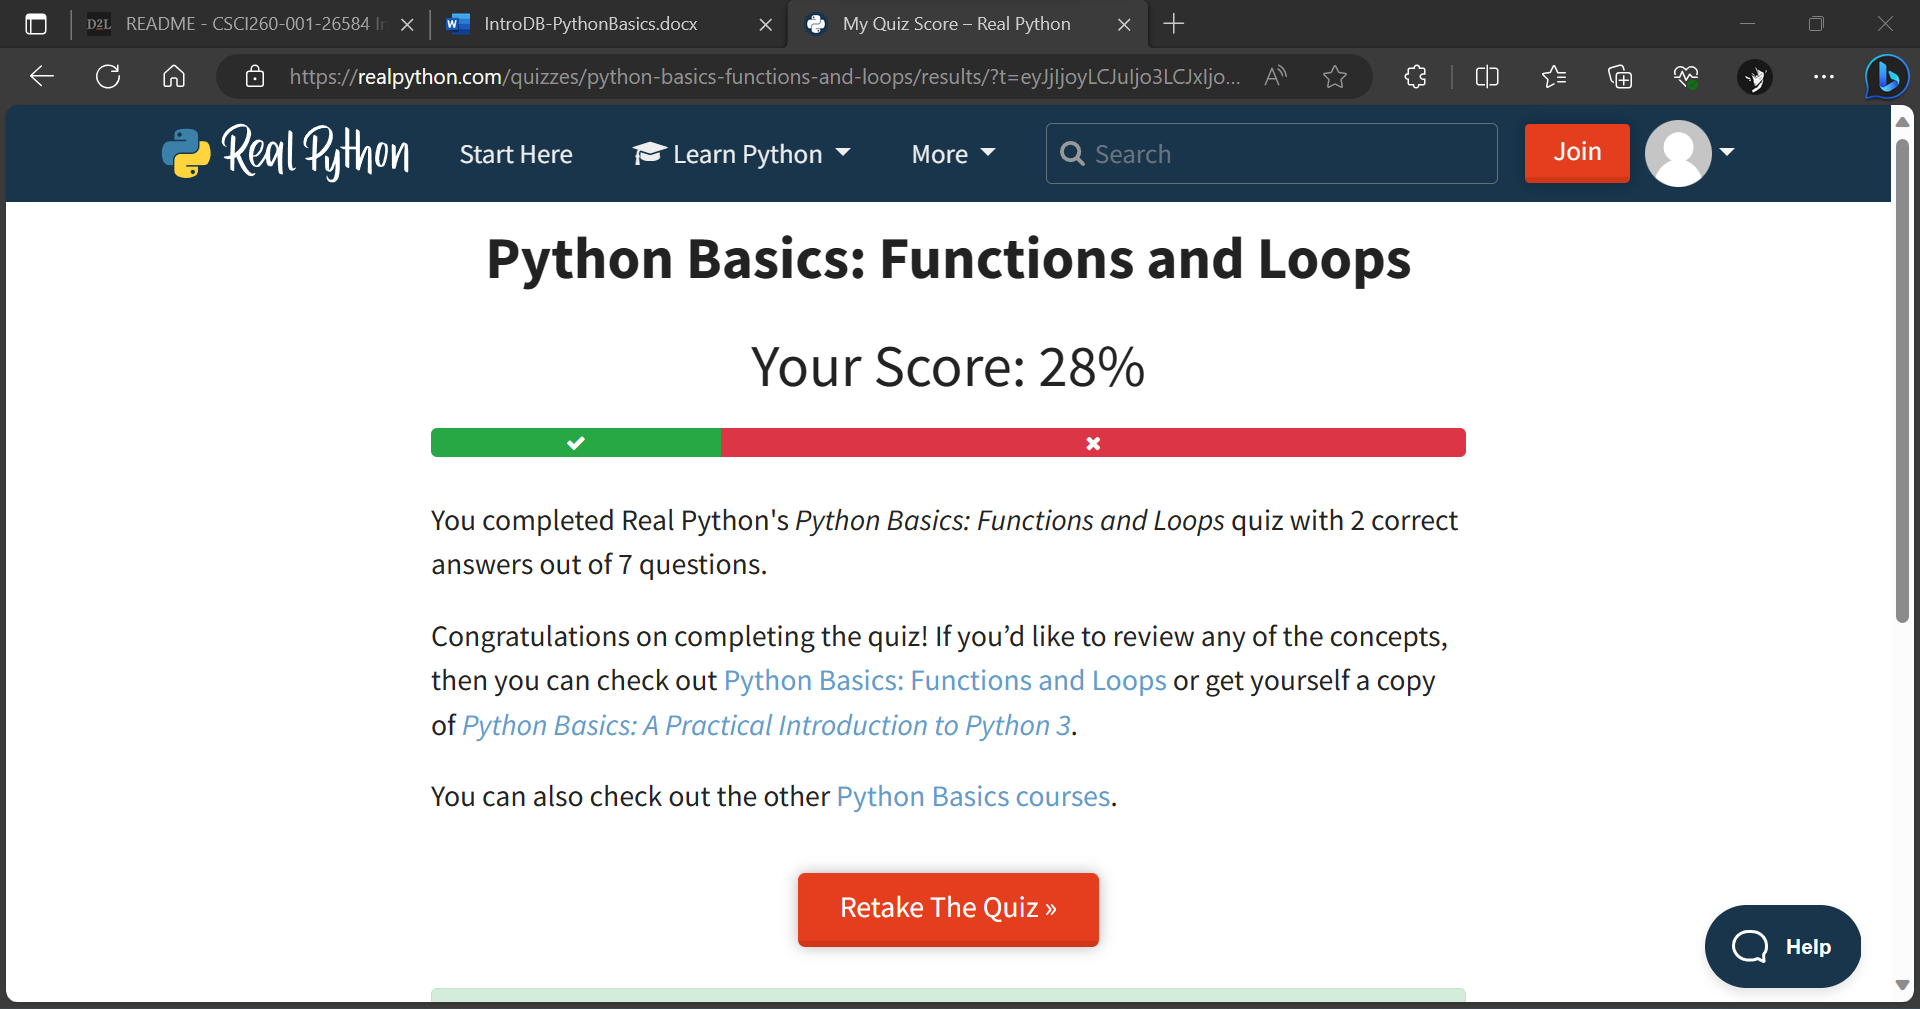 README - CSCI260-001-26584 In
IntroDB-PythonBasics.docx
My Quiz Score – Real Python
https://realpython.com/quizzes/python-basics-functions-and-loops/results/?t=eyJjIjoyLCJuIjo3LCJxIjo...
Real Python
Start Here
Learn Python
More
Search
Join
Python Basics: Functions and Loops
Your Score: 28%
You completed Real Python's Python Basics: Functions and Loops quiz with 2 correct
answers out of 7 questions.
Congratulations on completing the quiz! If you’d like to review any of the concepts,
then you can check out Python Basics: Functions and Loops or get yourself a copy
of Python Basics: A Practical Introduction to Python 3.
You can also check out the other Python Basics courses.
Retake The Quiz »
Help